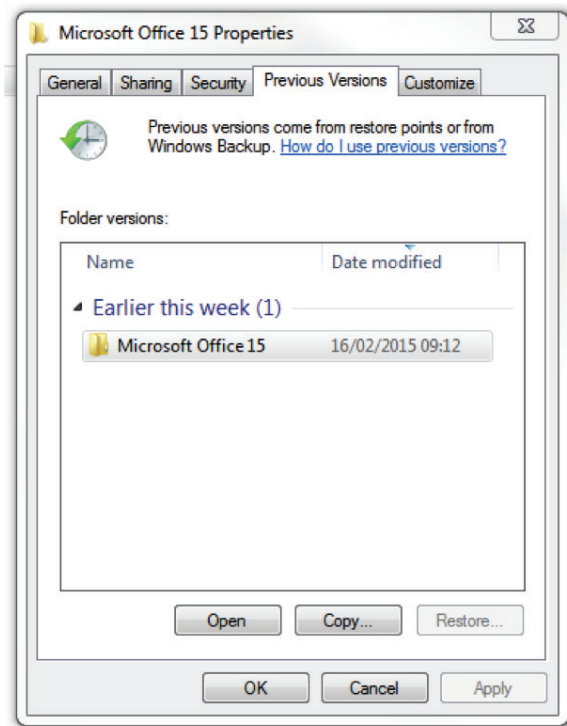 Microsoft Office 15 Properties
General Sharing Security Previous Versions Customize
Previous versions come from restore points or from
Windows Backup. How do I use previous versions?
Folder versions:
Name Date modified
Earlier this week (1)
Microsoft Office 15 16/02/2015 09:12
Open Copy... Restore...
OK Cancel Apply